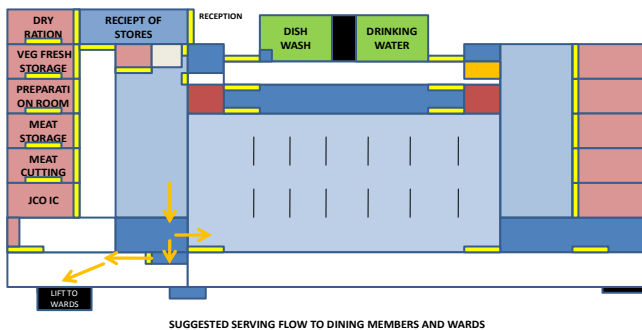 DRY
RATION
RECIEPT OF
STORES
RECEPTION
DISH
WASH
DRINKING
WATER
VEG FRESH
STORAGE
PREPARATI
ON ROOM
MEAT
STORAGE
MEAT
CUTTING
JCO IC
LIFT TO
WARDS
SUGGESTED SERVING FLOW TO DINING MEMBERS AND WARDS